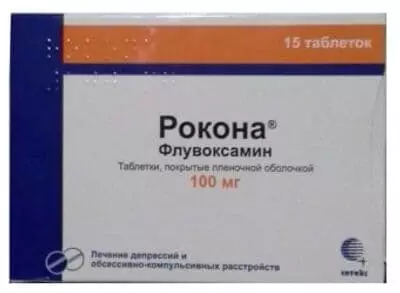 15 таблеток
Рокона®
Флувоксамин
Таблетки, покрытые пленочной оболочкой
100 мг
Лечение депрессий и
обсессивно-компульсивных расстройств